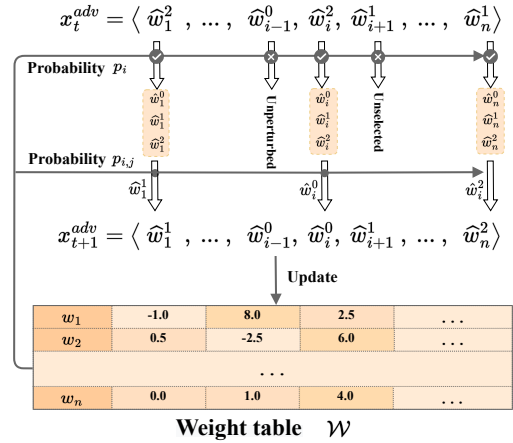 x_t^{adv} = ⟨ ŵ_1^2 , ... , ŵ_{i-1}^0, ŵ_i^2, ŵ_{i+1}^1 , ... , ŵ_n^1 ⟩
Probability p_i
ŵ_1^0 ŵ_i^0 ŵ_n^0
ŵ_1^1 ŵ_i^1 ŵ_n^1
ŵ_1^2 ŵ_i^2 ŵ_n^2
Unperturbed
Unselected
Probability p_{i,j}
ŵ_1^1 ŵ_i^0 ŵ_i^2
x_{t+1}^{adv} = ⟨ ŵ_1^1 , ... , ŵ_{i-1}^0, ŵ_i^0, ŵ_{i+1}^1 , ... , ŵ_n^2 ⟩
Update
w_1 -1.0 8.0 2.5 ...
w_2 0.5 -2.5 6.0 ...
...
w_n 0.0 1.0 4.0 ...
Weight table 𝒲